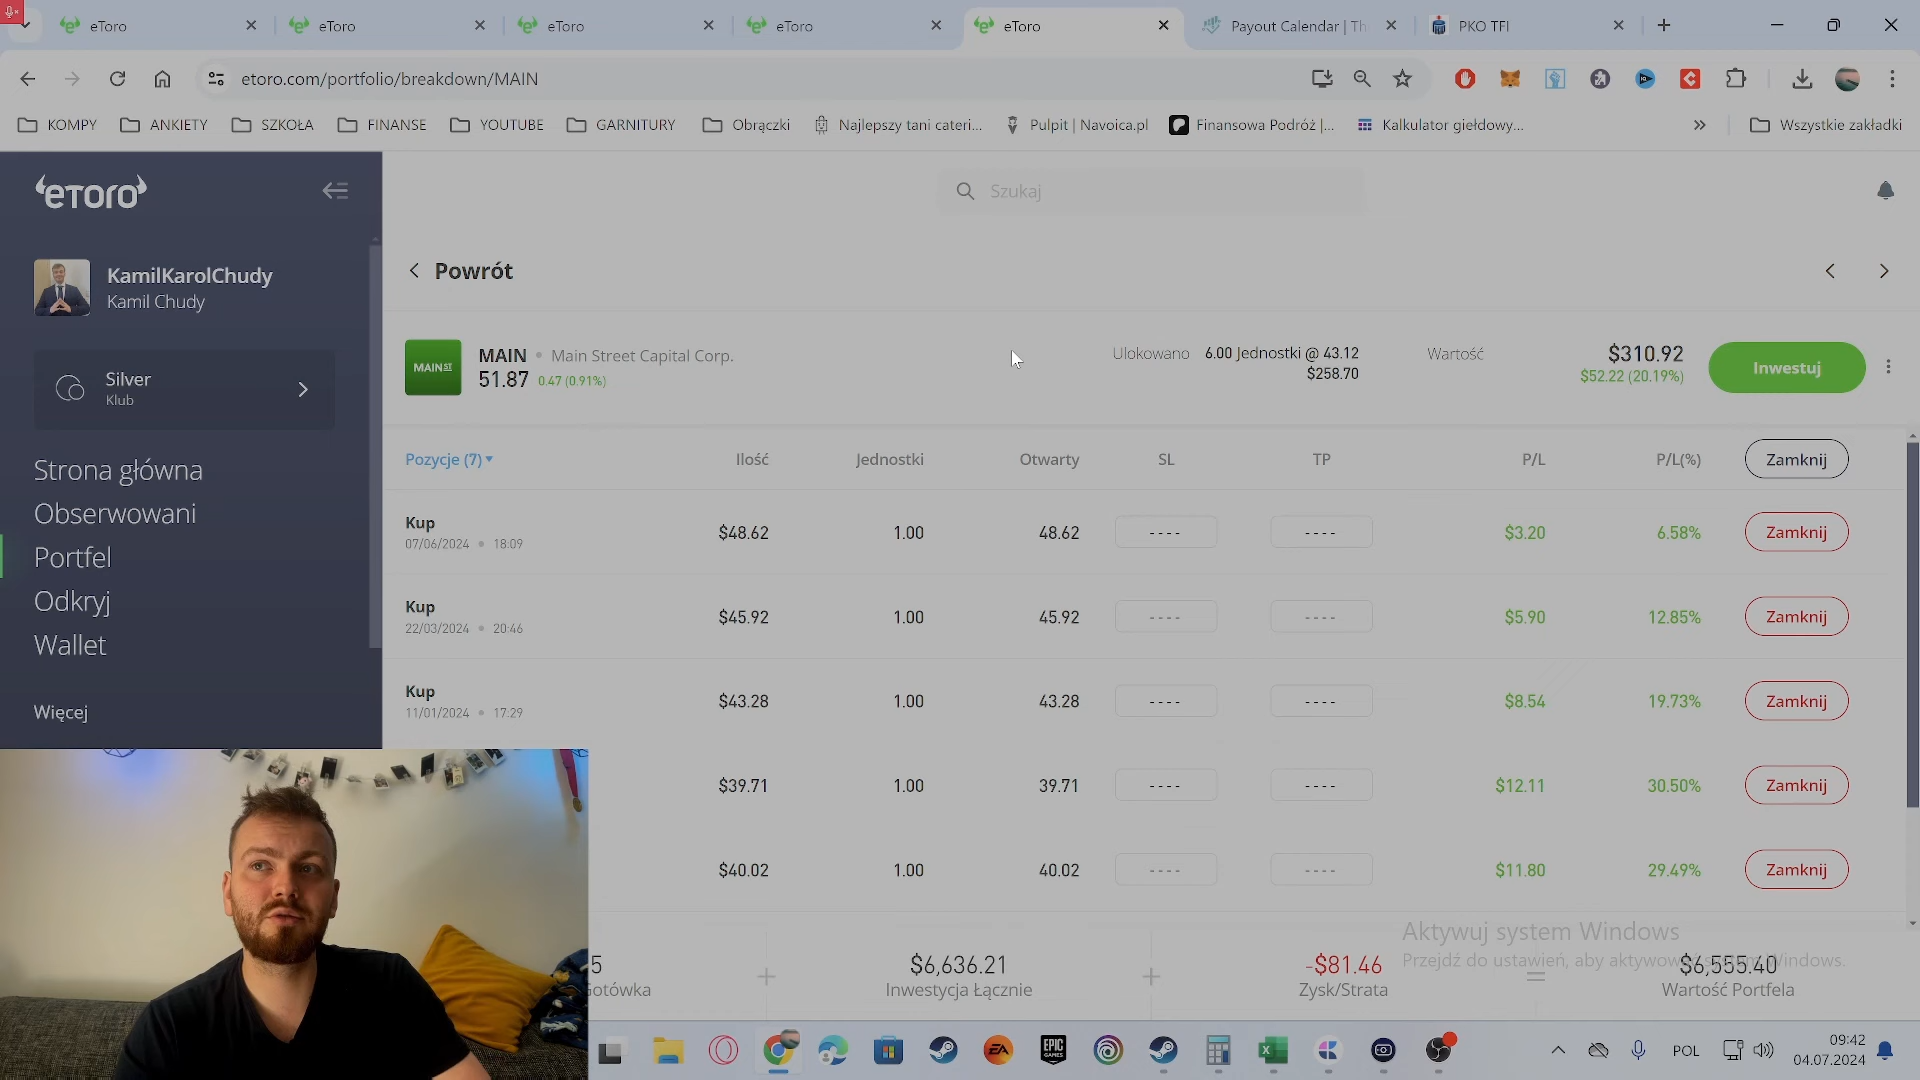 eToro
eToro
eToro
eToro
eToro
Payout Calendar | Th
PKO TFI
etoro.com/portfolio/breakdown/MAIN
KOMPY
ANKIETY
SZKOŁA
FINANSE
YOUTUBE
GARNITURY
Obrączki
Najlepszy tani cateri...
Pulpit | Navoica.pl
Finansowa Podróż |...
Kalkulator giełdowy...
Wszystkie zakładki
eToro
Szukaj
KamilKarolChudy
Kamil Chudy
Silver
Klub
Strona główna
Obserwowani
Portfel
Odkryj
Wallet
Więcej
Powrót
MAIN ST
MAIN • Main Street Capital Corp.
51.87 0.47 (0.91%)
Ulokowano 6.00 Jednostki @ 43.12
$258.70
Wartość $310.92
$52.22 (20.19%)
Inwestuj
Pozycje (7) Ilość Jednostki Otwarty SL TP P/L P/L(%) Zamknij
Kup
07/06/2024 • 18:09
$48.62 1.00 48.62 ---- ---- $3.20 6.58% Zamknij
Kup
22/03/2024 • 20:46
$45.92 1.00 45.92 ---- ---- $5.90 12.85% Zamknij
Kup
11/01/2024 • 17:29
$43.28 1.00 43.28 ---- ---- $8.54 19.73% Zamknij
$39.71 1.00 39.71 ---- ---- $12.11 30.50% Zamknij
$40.02 1.00 40.02 ---- ---- $11.80 29.49% Zamknij
5
Gotówka
+
$6,636.21
Inwestycja Łącznie
+
-$81.46
Zysk/Strata
=
$6,555.40
Wartość Portfela
Aktywuj system Windows
Przejdź do ustawień, aby aktywować system Windows.
EA
EPIC GAMES
POL
09:42
04.07.2024